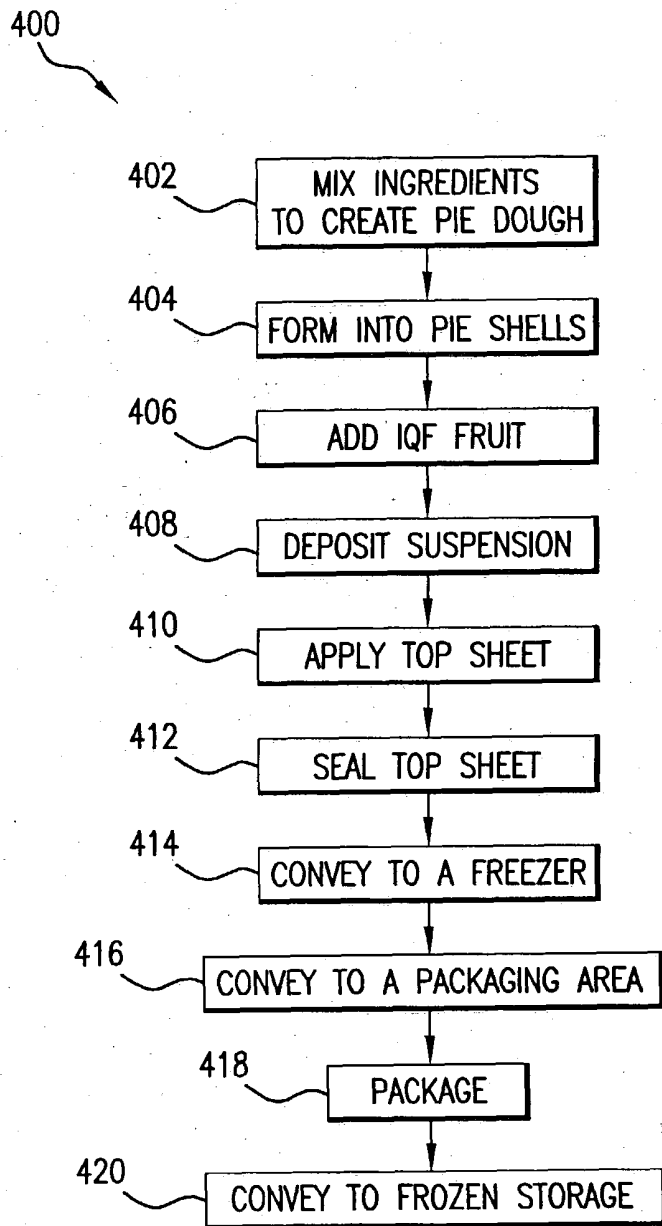 400
402
MIX INGREDIENTS
TO CREATE PIE DOUGH
404
FORM INTO PIE SHELLS
406
ADD IQF FRUIT
408
DEPOSIT SUSPENSION
410
APPLY TOP SHEET
412
SEAL TOP SHEET
414
CONVEY TO A FREEZER
416
CONVEY TO A PACKAGING AREA
418
PACKAGE
420
CONVEY TO FROZEN STORAGE